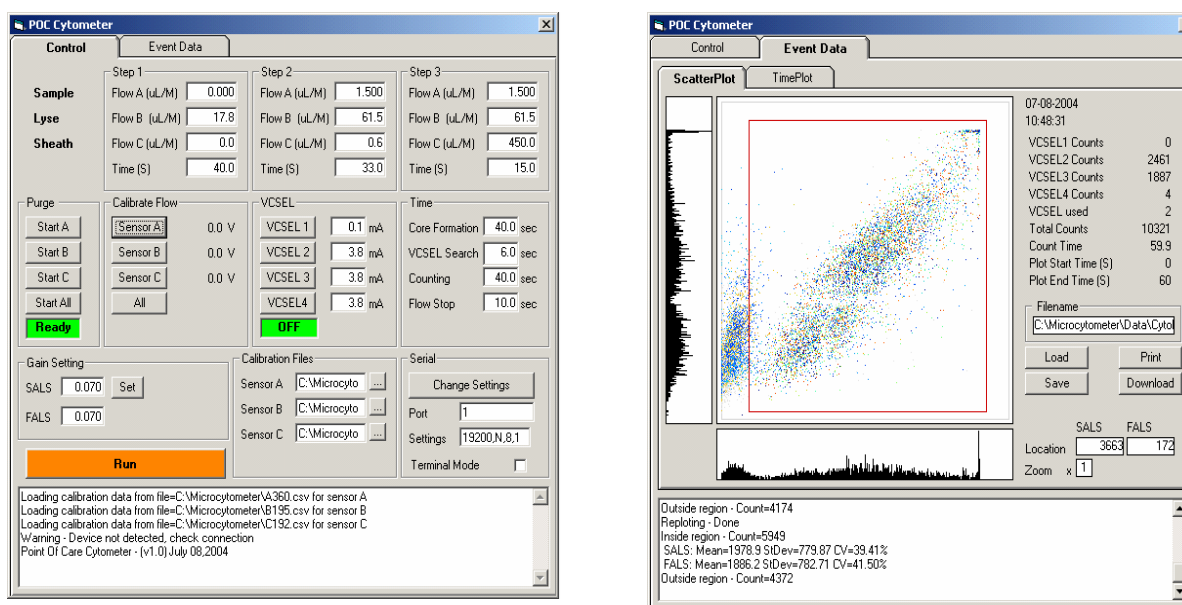 POC Cytometer
Control Event Data
Step 1 Step 2 Step 3
Sample Flow A (uL/M) 0.000 Flow A (uL/M) 1.500 Flow A (uL/M) 1.500
Lyse Flow B (uL/M) 17.8 Flow B (uL/M) 61.5 Flow B (uL/M) 61.5
Sheath Flow C (uL/M) 0.0 Flow C (uL/M) 0.6 Flow C (uL/M) 450.0
Time (S) 40.0 Time (S) 33.0 Time (S) 15.0
Purge Calibrate Flow VCSEL Time
Start A Sensor A 0.0 V VCSEL 1 0.1 mA Core Formation 40.0 sec
Start B Sensor B 0.0 V VCSEL 2 3.8 mA VCSEL Search 6.0 sec
Start C Sensor C 0.0 V VCSEL 3 3.8 mA Counting 40.0 sec
Start All All VCSEL4 3.8 mA Flow Stop 10.0 sec
Ready OFF
Gain Setting Calibration Files Serial
SALS 0.070 Set Sensor A C:\Microcyto ... Change Settings
FALS 0.070 Sensor B C:\Microcyto ... Port 1
Sensor C C:\Microcyto ... Settings 19200,N,8,1
Run Terminal Mode
Loading calibration data from file=C:\Microcytometer\A360.csv for sensor A
Loading calibration data from file=C:\Microcytometer\B195.csv for sensor B
Loading calibration data from file=C:\Microcytometer\C192.csv for sensor C
Warning - Device not detected, check connection
Point Of Care Cytometer - (v1.0) July 08,2004
POC Cytometer
Control Event Data
ScatterPlot TimePlot
07-08-2004
10:48:31
VCSEL1 Counts 0
VCSEL2 Counts 2461
VCSEL3 Counts 1887
VCSEL4 Counts 4
VCSEL used 2
Total Counts 10321
Count Time 59.9
Plot Start Time (S) 0
Plot End Time (S) 60
Filename
C:\Microcytometer\Data\Cytol
Load Print
Save Download
SALS FALS
Location 3663 172
Zoom x 1
Outside region - Count=4174
Reploting - Done
Inside region - Count=5949
SALS: Mean=1978.9 StDev=779.87 CV=39.41%
FALS: Mean=1886.2 StDev=782.71 CV=41.50%
Outside region - Count=4372